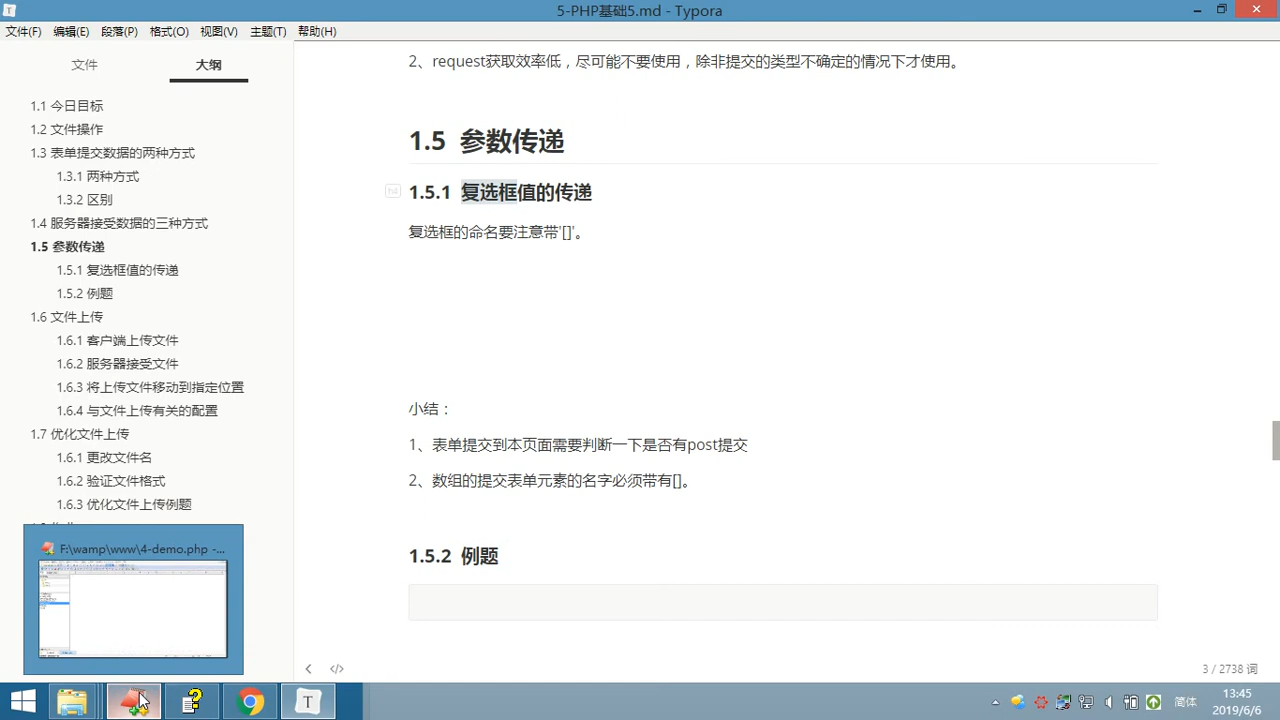 5-PHP基础5.md - Typora
文件(F) 编辑(E) 段落(P) 格式(O) 视图(V) 主题(T) 帮助(H)
文件 大纲
1.1 今日目标
1.2 文件操作
1.3 表单提交数据的两种方式
1.3.1 两种方式
1.3.2 区别
1.4 服务器接受数据的三种方式
1.5 参数传递
1.5.1 复选框值的传递
1.5.2 例题
1.6 文件上传
1.6.1 客户端上传文件
1.6.2 服务器接受文件
1.6.3 将上传文件移动到指定位置
1.6.4 与文件上传有关的配置
1.7 优化文件上传
1.6.1 更改文件名
1.6.2 验证文件格式
1.6.3 优化文件上传例题
F:\wamp\www\4-demo.php -...
2、request获取效率低，尽可能不要使用，除非提交的类型不确定的情况下才使用。
1.5 参数传递
h4
1.5.1 复选框值的传递
复选框的命名要注意带'[]'。
小结：
1、表单提交到本页面需要判断一下是否有post提交
2、数组的提交表单元素的名字必须带有[]。
1.5.2 例题
3 / 2738 词
简体
13:45
2019/6/6